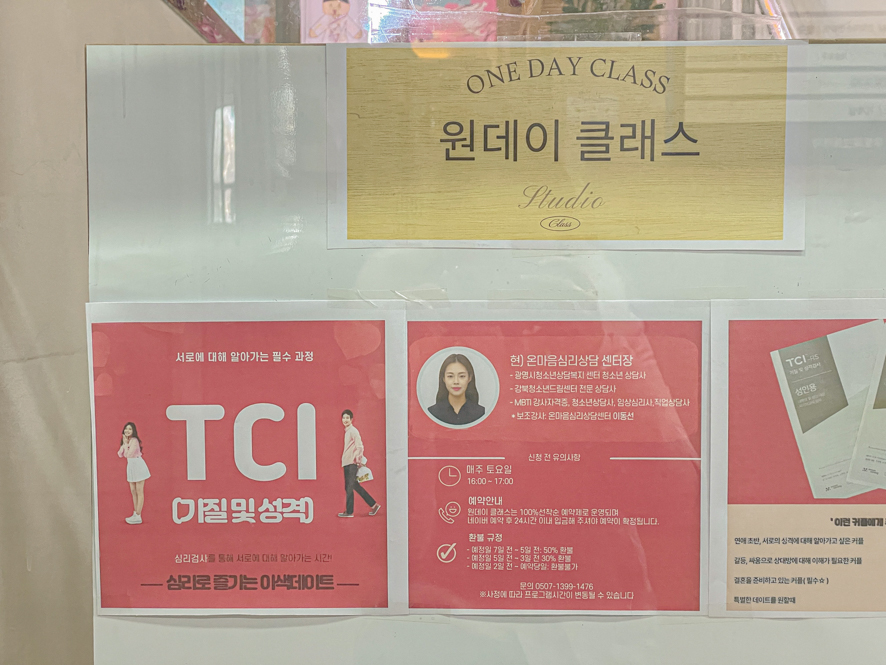 ONE DAY CLASS
원데이 클래스
Studio
Class
서로에 대해 알아가는 필수 과정
TCI
(기질 및 성격)
심리검사를 통해 서로에 대해 알아가는 시간!
심리로 즐기는 이색데이트
현) 온마음심리상담 센터장
- 광명시청소년상담복지 센터 청소년 상담사
- 강북청소년드림센터 전문 상담사
- MBTI 강사자격증, 청소년상담사, 임상심리사,직업상담사
* 보조강사: 온마음심리상담센터 이동선
신청 전 유의사항
매주 토요일
16:00 - 17:00
예약안내
원데이 클래스는 100%선착순 예약제로 운영되며
네이버 예약 후 24시간 이내 입금해 주셔야 예약이 확정됩니다.
환불 규정
- 예정일 7일 전 ~ 5일 전: 50% 환불
- 예정일 5일 전 ~ 3일 전 30% 환불
- 예정일 2일 전 ~ 예약당일: 환불불가
문의 0507-1399-1476
※사정에 따라 프로그램시간이 변동될 수 있습니다
TCI
기질 및 성격검사
성인용
" 이런 커플에게
연애 초반, 서로의 성격에 대해 알아가고 싶은 커플
갈등, 싸움으로 상대방에 대해 이해가 필요한 커플
결혼을 준비하고 있는 커플( 필수☆ )
특별한 데이트를 원할때